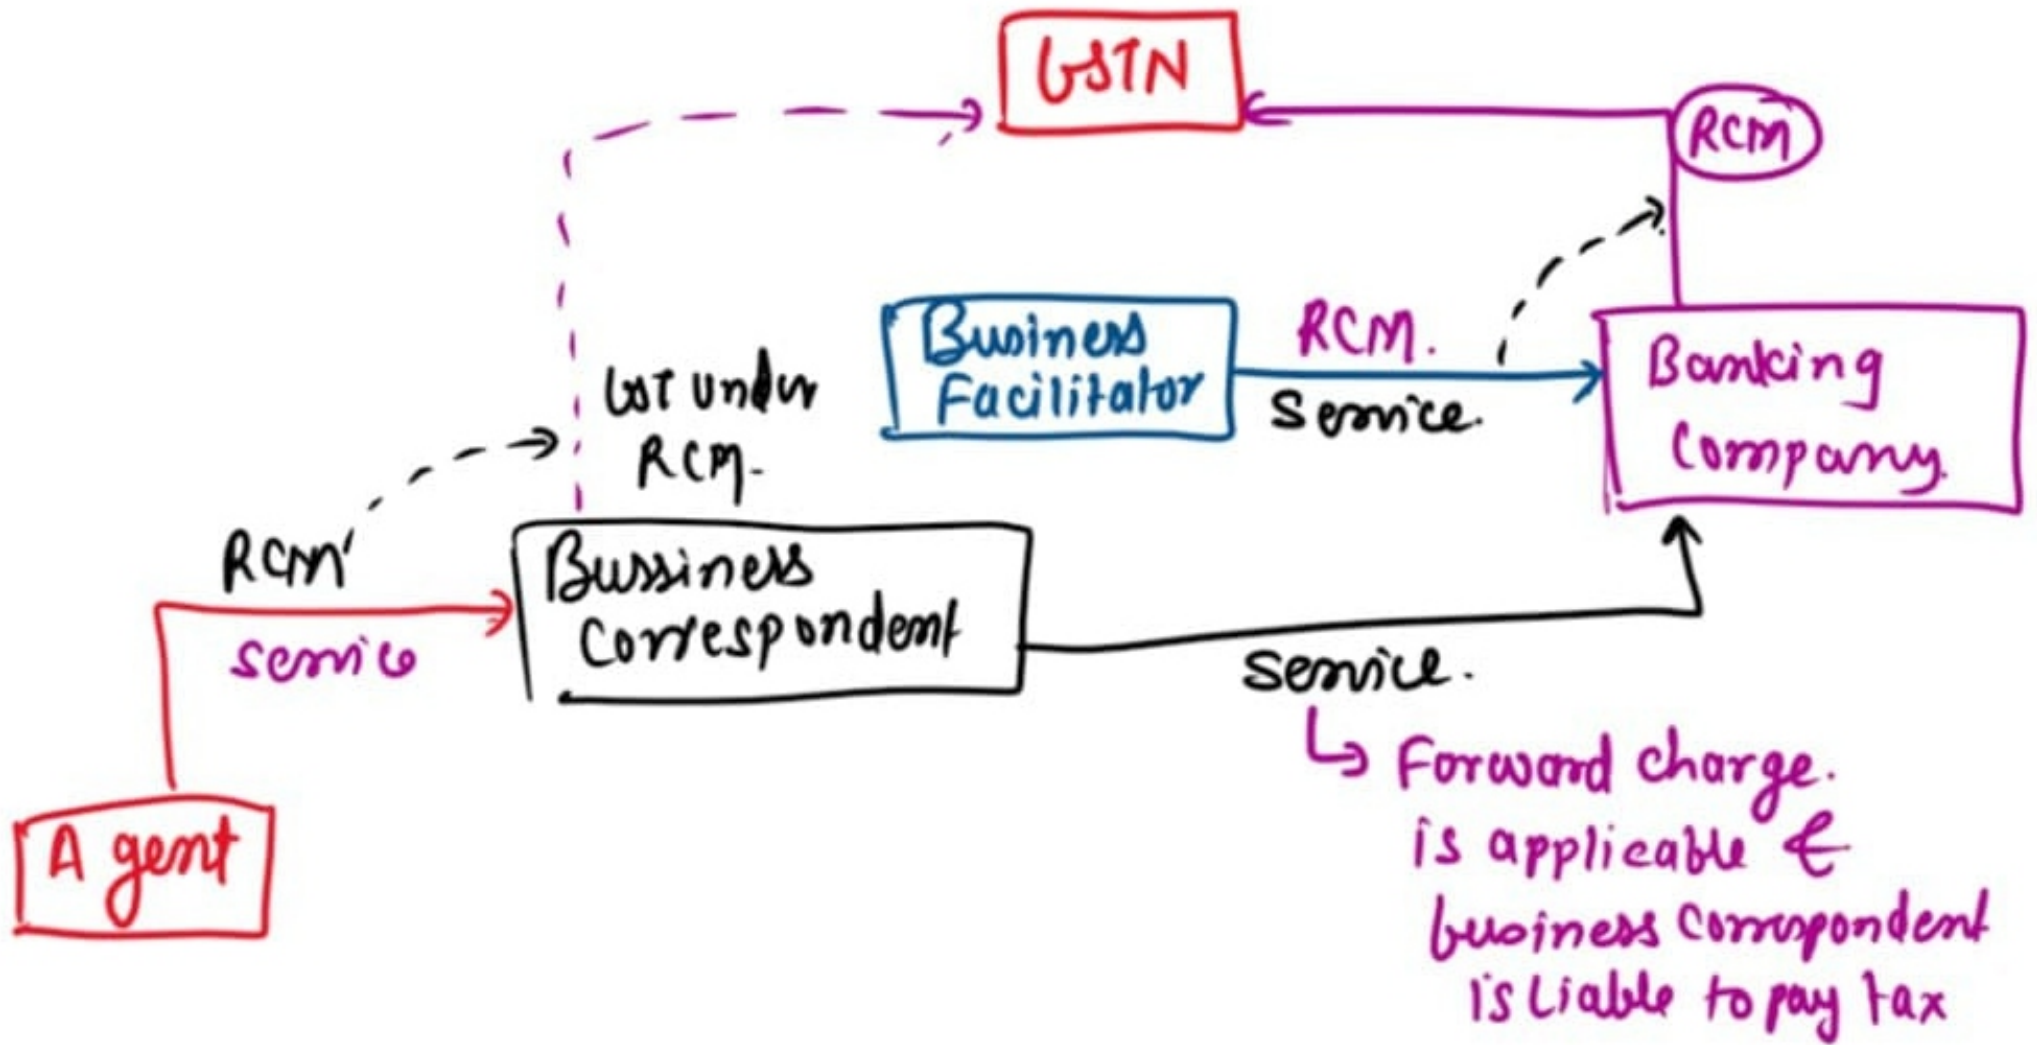 GSTN
RCM
Business
Facilitator
RCM.
Service.
Banking
Company.
GST under
RCM.
RCM
Service
Bussiness
Correspondent
Service.
Forward charge.
is applicable &
business correspondent
is liable to pay tax
Agent